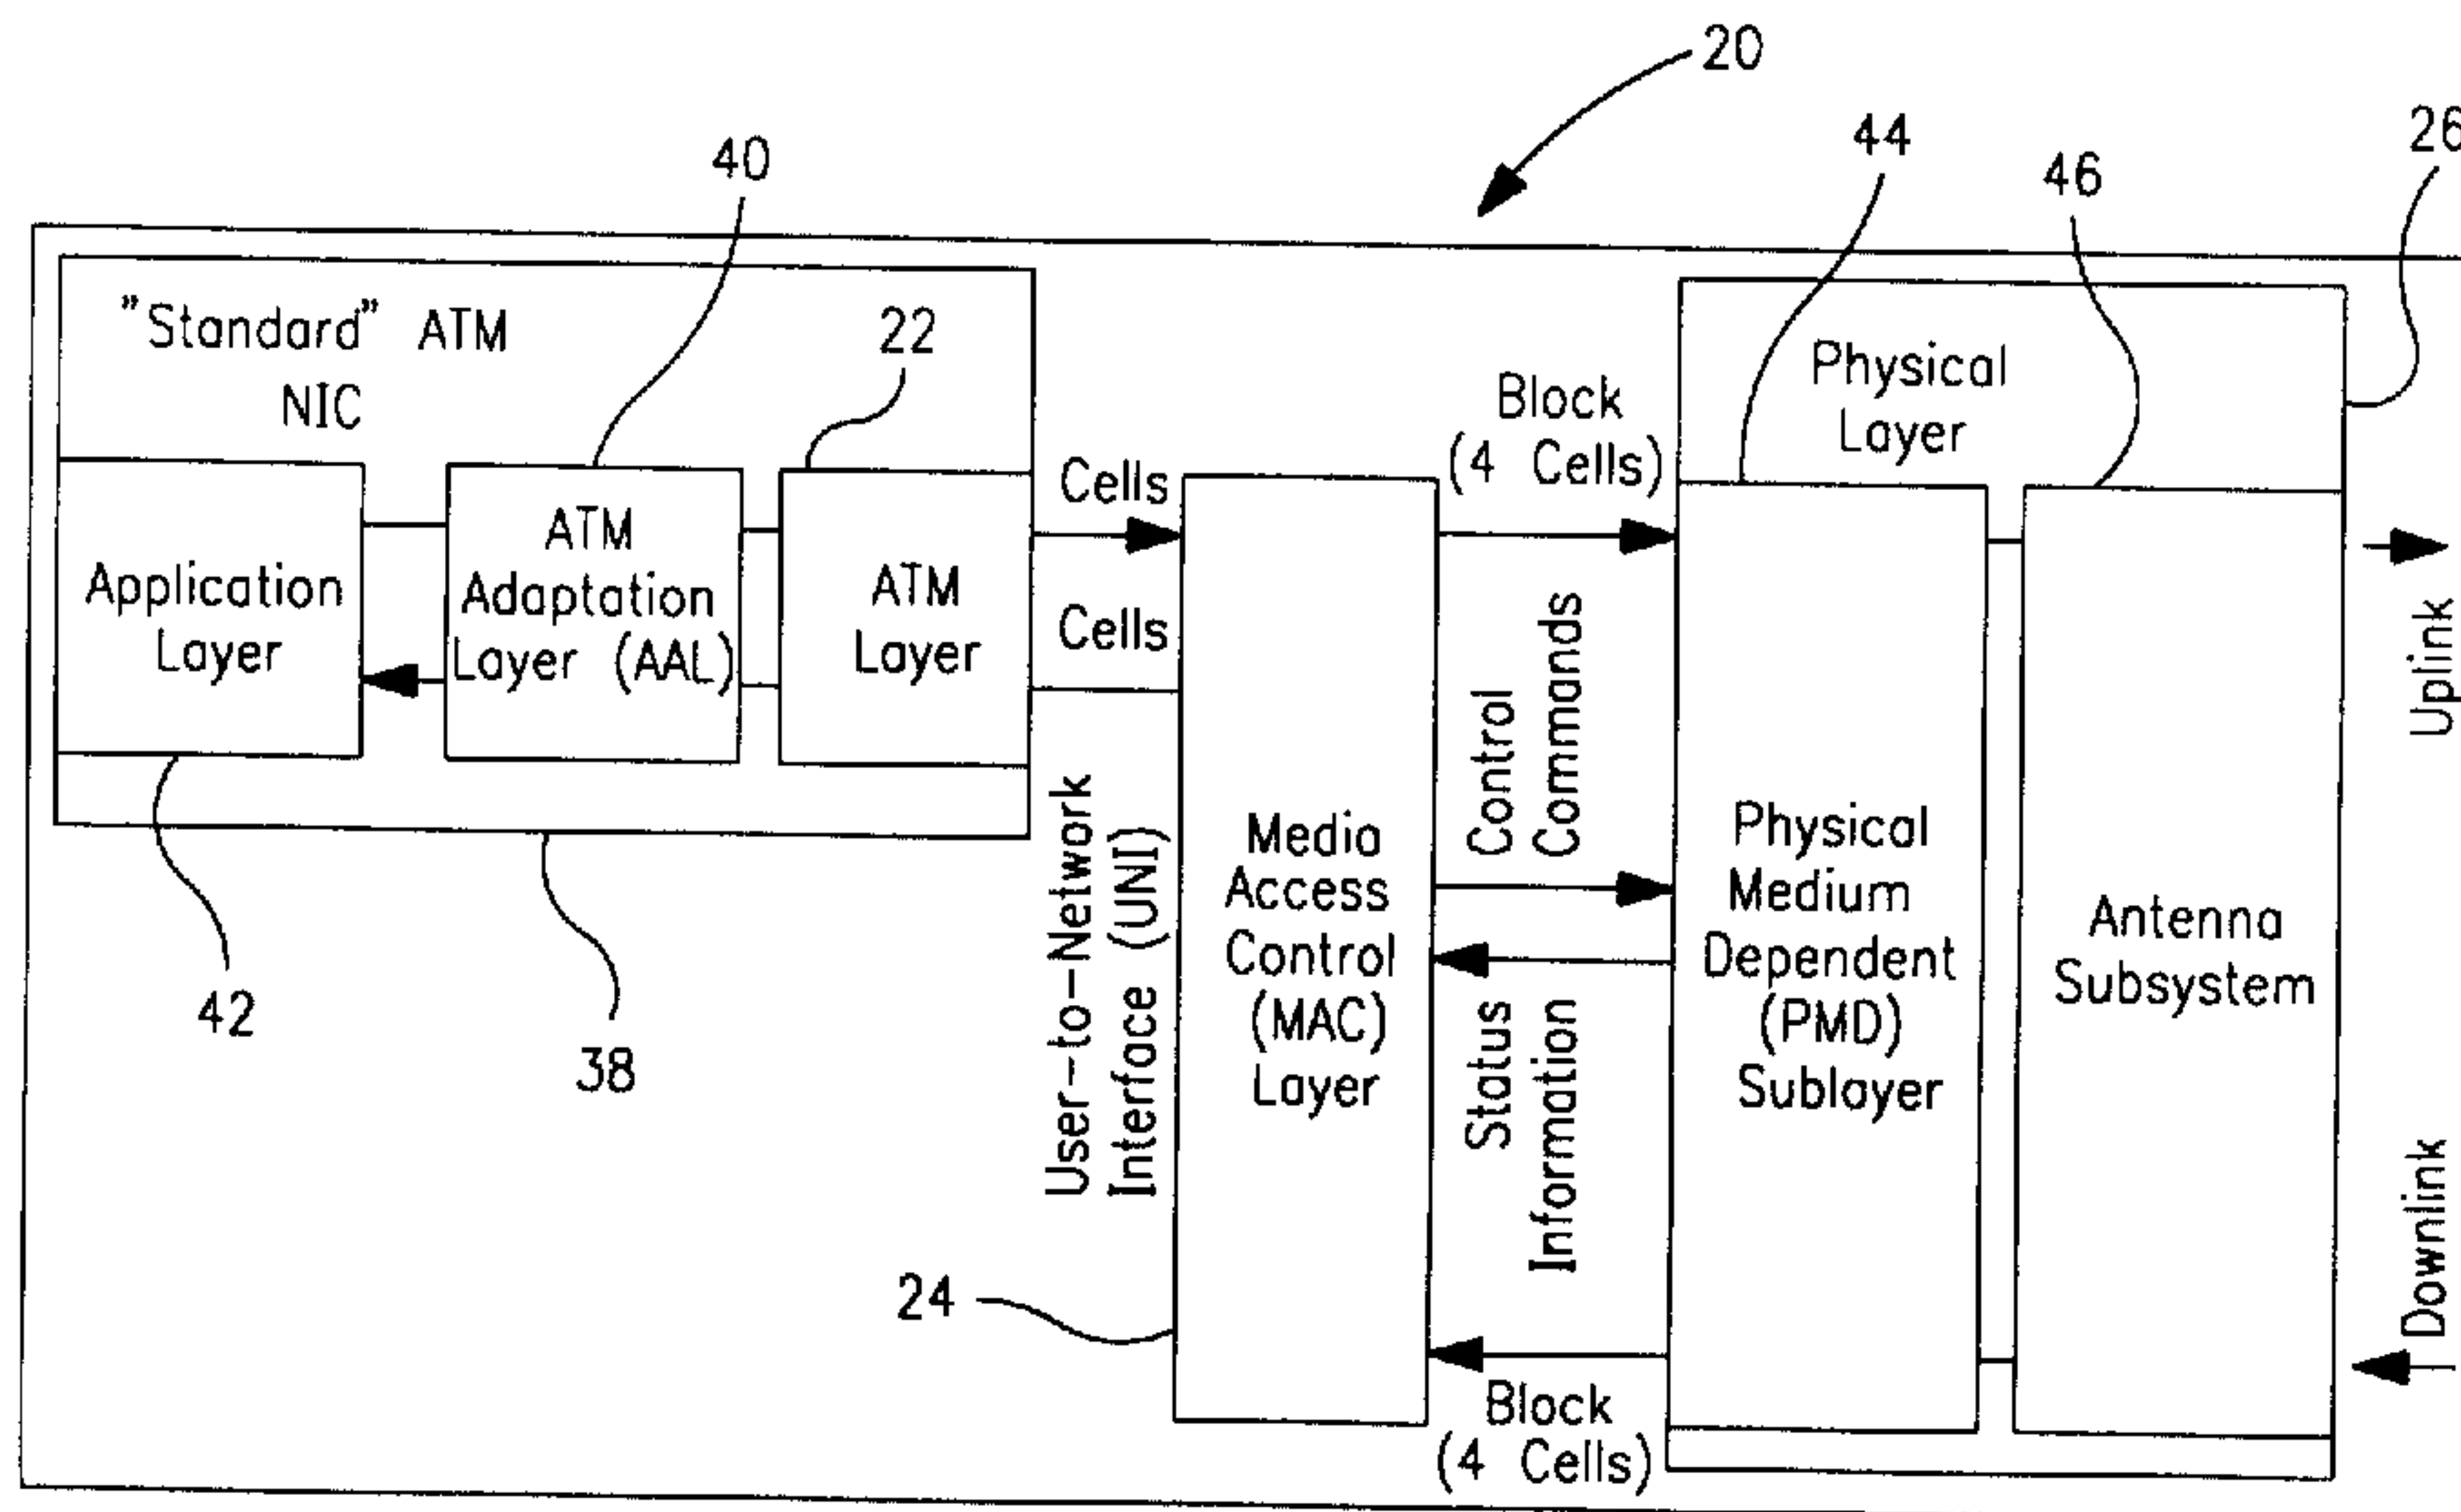 20
40
44
46
26
"Standard" ATM
NIC
22
Physical
Layer
Block
(4 Cells)
Cells
Cells
Application
Layer
ATM
Adaptation
Layer (AAL)
ATM
Layer
Control
Commands
Uplink
42
38
User-to-Network
Interface (UNI)
Media
Access
Control
(MAC)
Layer
Physical
Medium
Dependent
(PMD)
Sublayer
Antenna
Subsystem
Status
Information
24
Downlink
Block
(4 Cells)